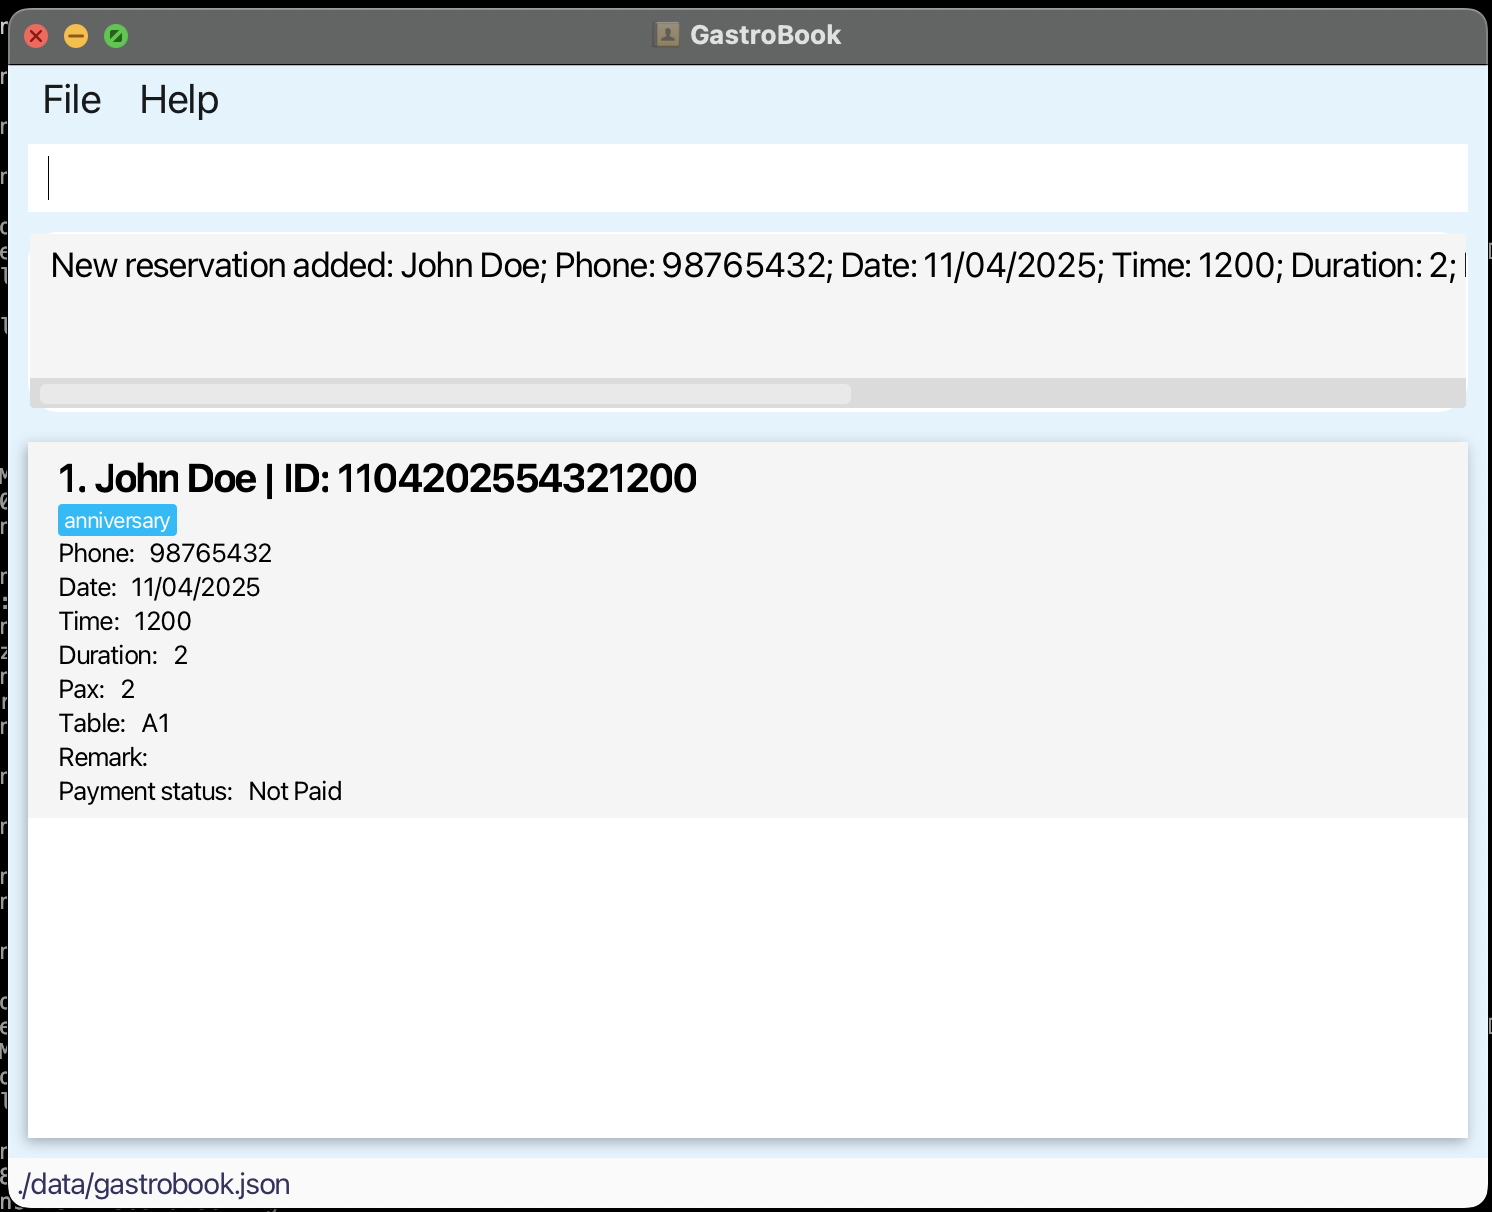 GastroBook
File Help
New reservation added: John Doe; Phone: 98765432; Date: 11/04/2025; Time: 1200; Duration: 2;
1. John Doe | ID: 1104202554321200
anniversary
Phone: 98765432
Date: 11/04/2025
Time: 1200
Duration: 2
Pax: 2
Table: A1
Remark:
Payment status: Not Paid
./data/gastrobook.json